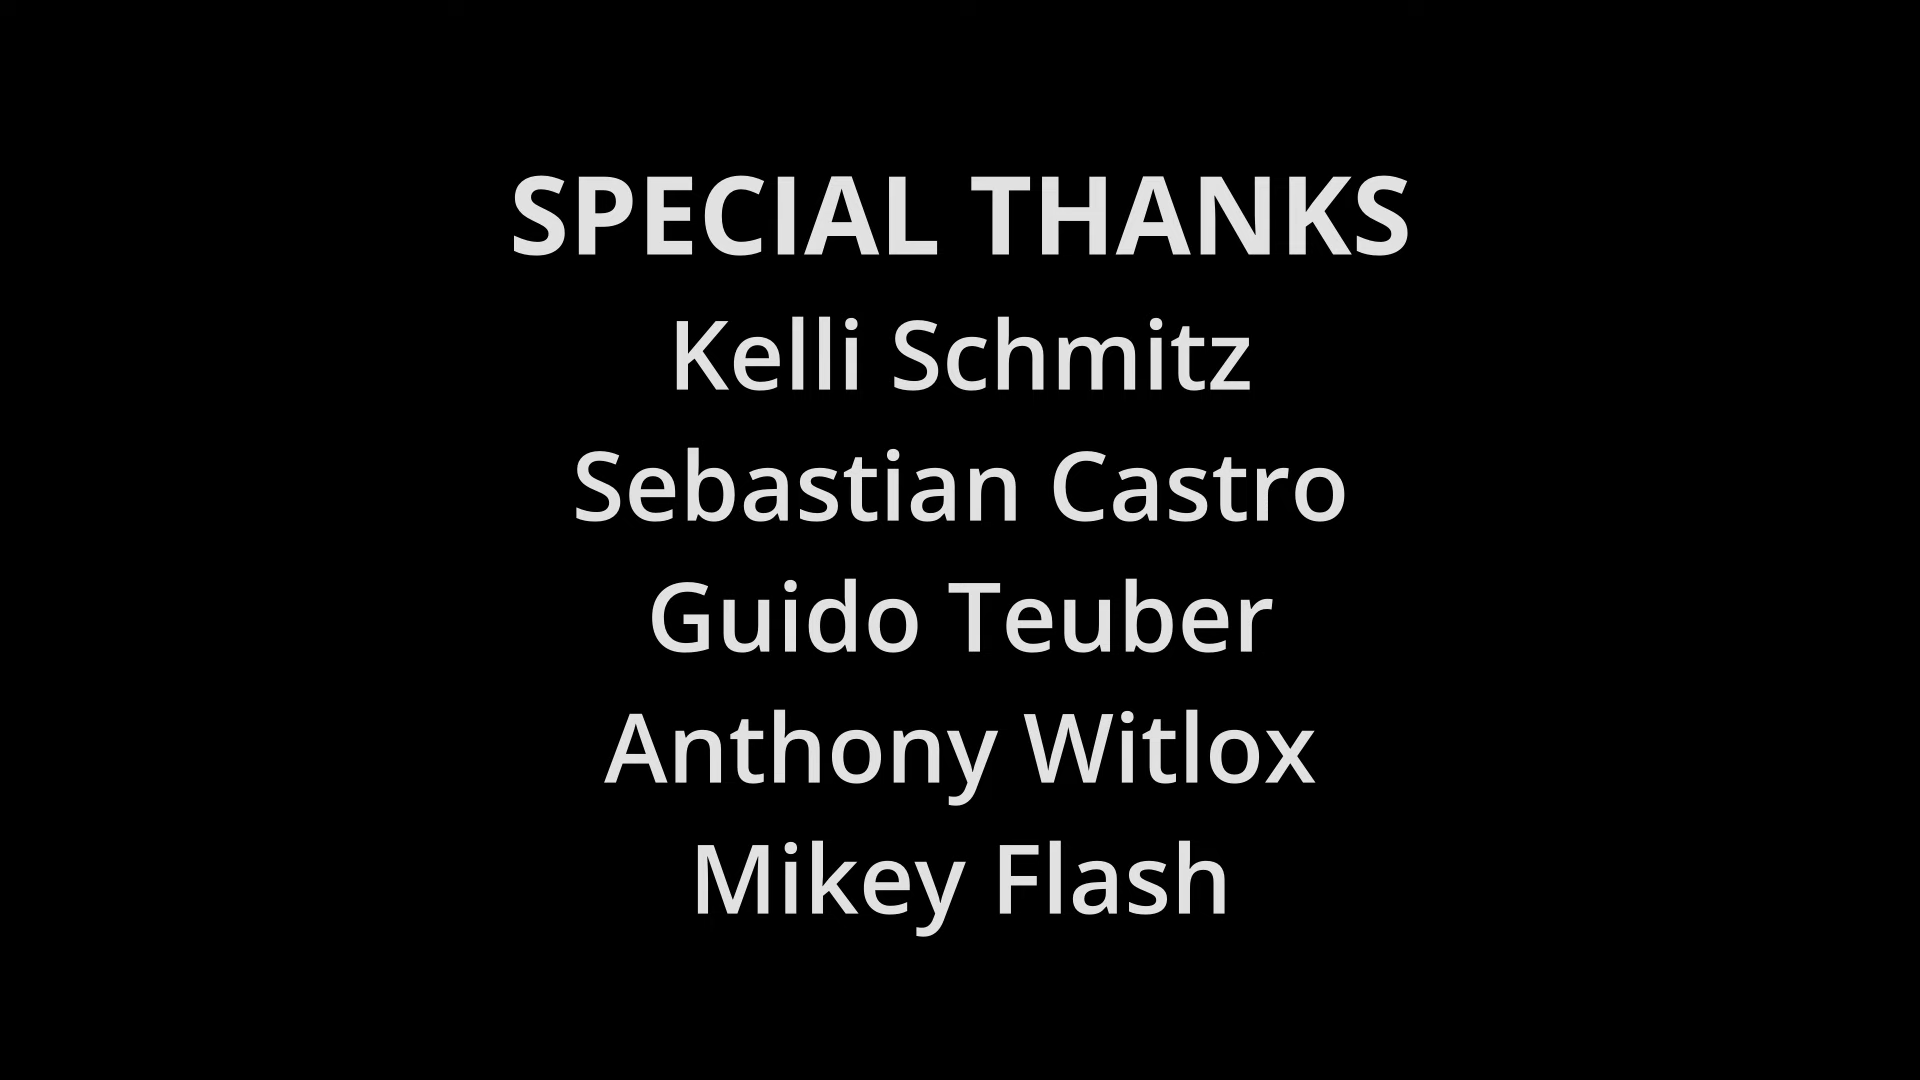 SPECIAL THANKS
Kelli Schmitz
Sebastian Castro
Guido Teuber
Anthony Witlox
Mikey Flash